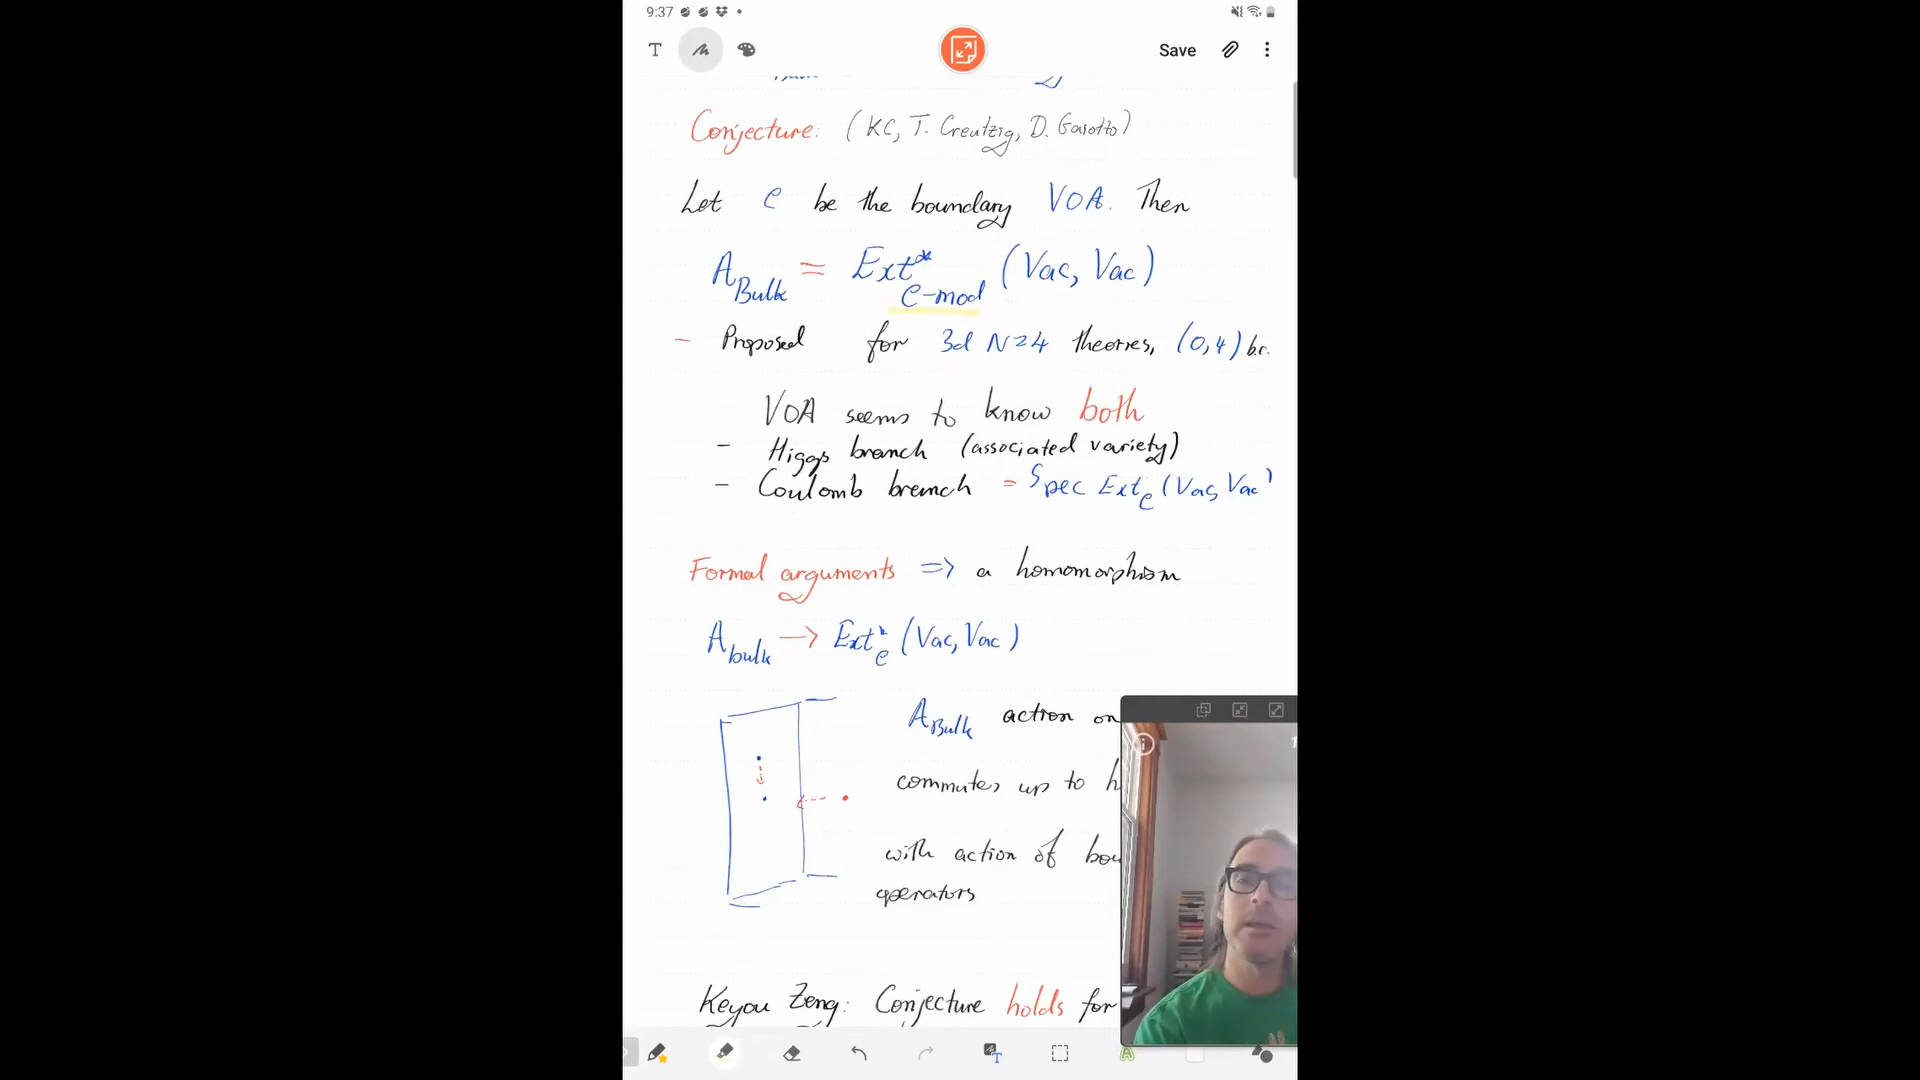 9:37
T
Save
Conjecture: (KC, T. Creutzig, D. Gaiotto)
Let C be the boundary VOA. Then
A_Bulk = Ext*_C-mod (Vac, Vac)
- Proposed for 3d N=4 theories, (0,4) b.c.
VOA seems to know both
- Higgs branch (associated variety)
- Coulomb branch = Spec Ext_C (Vac, Vac)
Formal arguments => a homomorphism
A_bulk -> Ext*_C (Vac, Vac)
A_Bulk action on
commutes up to h
with action of bou
operators
Keyou Zeng: Conjecture holds for